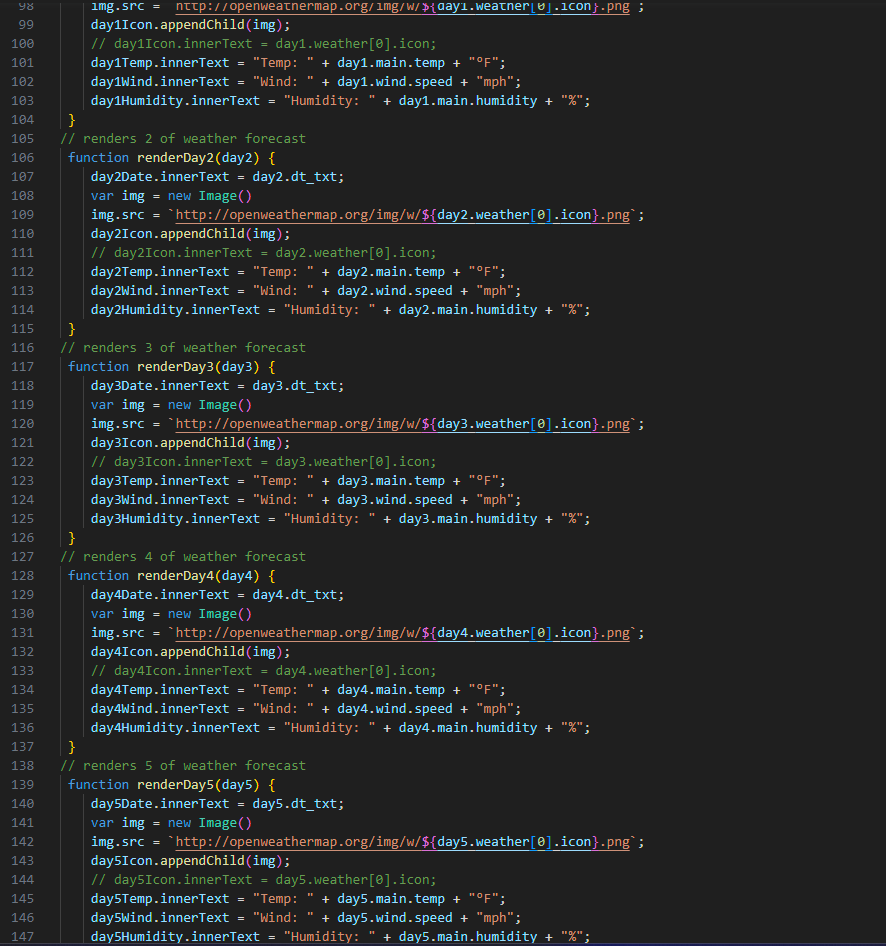 98 img.src = `http://openweathermap.org/img/w/${day1.weather[0].icon}.png`;
99 day1Icon.appendChild(img);
100 // day1Icon.innerText = day1.weather[0].icon;
101 day1Temp.innerText = "Temp: " + day1.main.temp + "°F";
102 day1Wind.innerText = "Wind: " + day1.wind.speed + "mph";
103 day1Humidity.innerText = "Humidity: " + day1.main.humidity + "%";
104 }
105 // renders 2 of weather forecast
106 function renderDay2(day2) {
107 day2Date.innerText = day2.dt_txt;
108 var img = new Image()
109 img.src = `http://openweathermap.org/img/w/${day2.weather[0].icon}.png`;
110 day2Icon.appendChild(img);
111 // day2Icon.innerText = day2.weather[0].icon;
112 day2Temp.innerText = "Temp: " + day2.main.temp + "°F";
113 day2Wind.innerText = "Wind: " + day2.wind.speed + "mph";
114 day2Humidity.innerText = "Humidity: " + day2.main.humidity + "%";
115 }
116 // renders 3 of weather forecast
117 function renderDay3(day3) {
118 day3Date.innerText = day3.dt_txt;
119 var img = new Image()
120 img.src = `http://openweathermap.org/img/w/${day3.weather[0].icon}.png`;
121 day3Icon.appendChild(img);
122 // day3Icon.innerText = day3.weather[0].icon;
123 day3Temp.innerText = "Temp: " + day3.main.temp + "°F";
124 day3Wind.innerText = "Wind: " + day3.wind.speed + "mph";
125 day3Humidity.innerText = "Humidity: " + day3.main.humidity + "%";
126 }
127 // renders 4 of weather forecast
128 function renderDay4(day4) {
129 day4Date.innerText = day4.dt_txt;
130 var img = new Image()
131 img.src = `http://openweathermap.org/img/w/${day4.weather[0].icon}.png`;
132 day4Icon.appendChild(img);
133 // day4Icon.innerText = day4.weather[0].icon;
134 day4Temp.innerText = "Temp: " + day4.main.temp + "°F";
135 day4Wind.innerText = "Wind: " + day4.wind.speed + "mph";
136 day4Humidity.innerText = "Humidity: " + day4.main.humidity + "%";
137 }
138 // renders 5 of weather forecast
139 function renderDay5(day5) {
140 day5Date.innerText = day5.dt_txt;
141 var img = new Image()
142 img.src = `http://openweathermap.org/img/w/${day5.weather[0].icon}.png`;
143 day5Icon.appendChild(img);
144 // day5Icon.innerText = day5.weather[0].icon;
145 day5Temp.innerText = "Temp: " + day5.main.temp + "°F";
146 day5Wind.innerText = "Wind: " + day5.wind.speed + "mph";
147 day5Humidity.innerText = "Humidity: " + day5.main.humidity + "%";